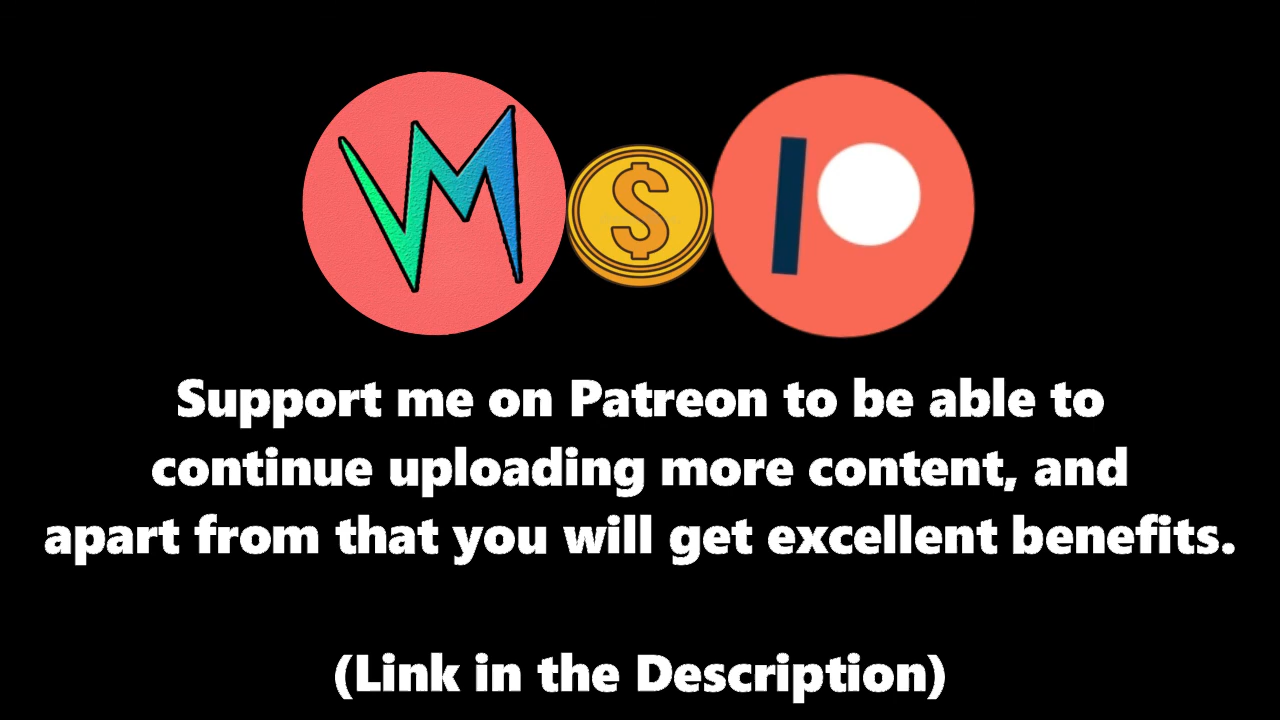 VM
$
Support me on Patreon to be able to
continue uploading more content, and
apart from that you will get excellent benefits.
(Link in the Description)